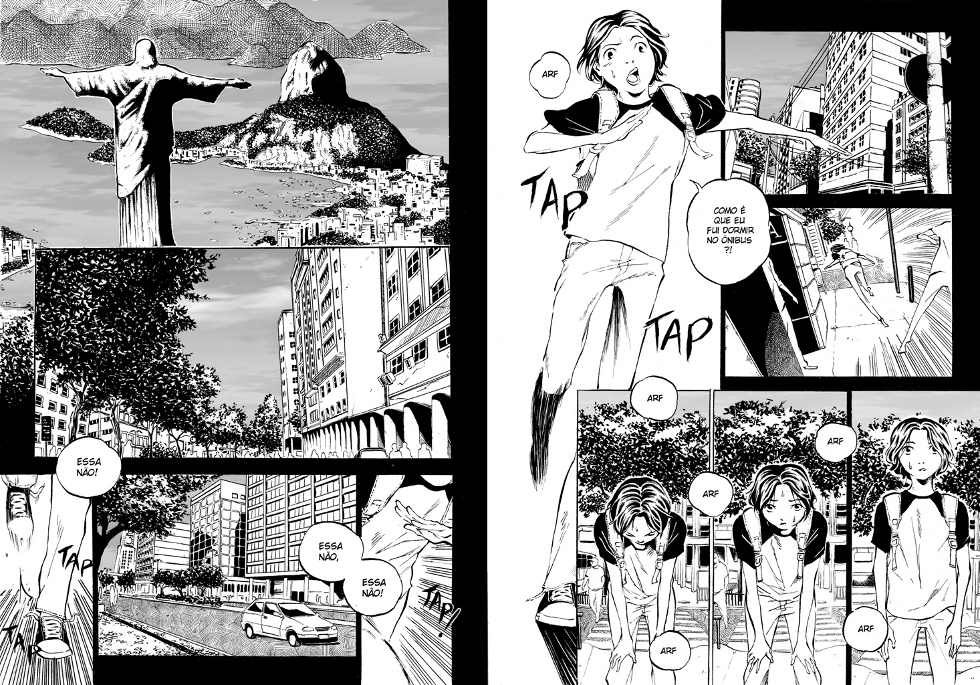 ESSA
NÃO!
ESSA
NÃO,
ESSA
NÃO!
TAP
TAP
TAP!
ARF
TAP
COMO É
QUE EU
FUI DORMIR
NO ÔNIBUS
?!
TAP
ARF
ARF
ARF
ARF
ARF